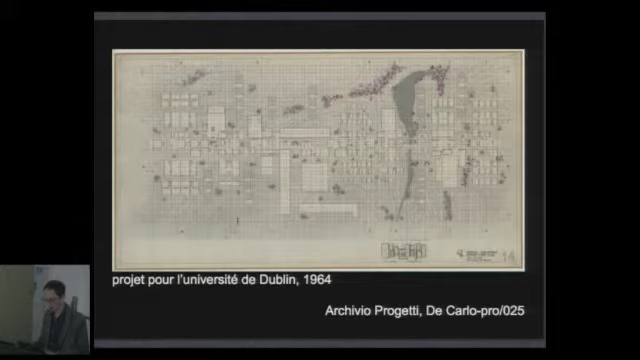 projet pour l'université de Dublin, 1964
Archivio Progetti, De Carlo-pro/025